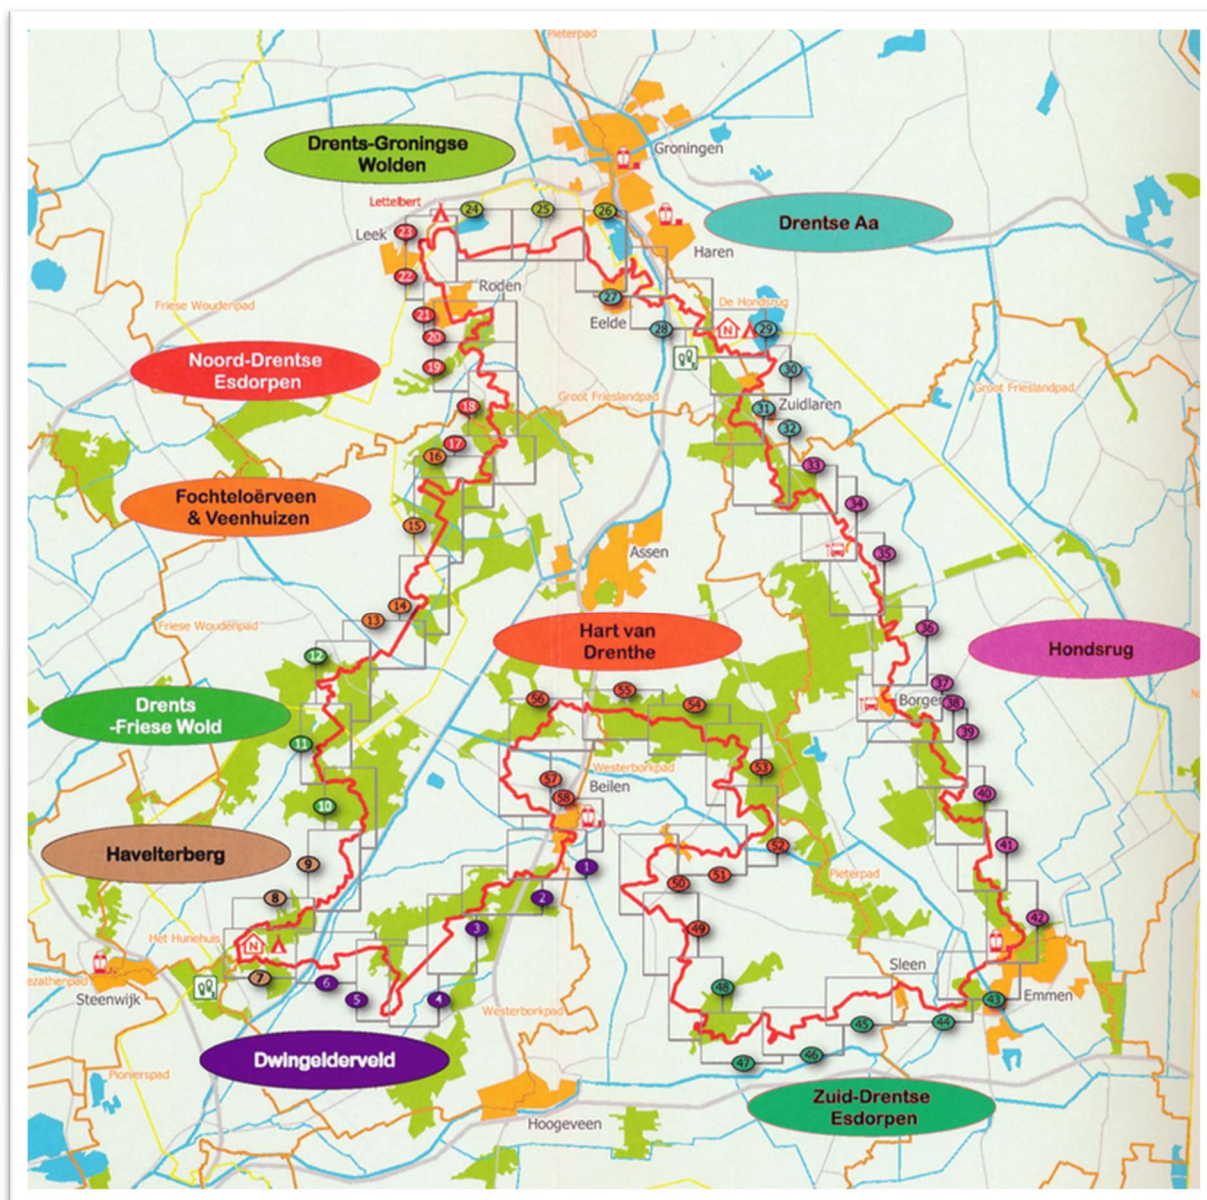 Pieterpad
Groningen
Drents-Groningse
Wolden
Lettelbert
24
25
26
Drentse Aa
23
Leek
Haren
22
Roden
De Hondsrug
Friese Woudenpad
27
21
Eelde
28
N
29
20
Noord-Drentse
Esdorpen
19
30
Groot Frieslandpad
Groot Frieslandpad
18
31
Zuidlaren
32
17
16
33
Fochteloërveen
& Veenhuizen
34
15
Assen
35
14
13
Friese Woudenpad
36
Hart van
Drenthe
12
Hondsrug
37
55
56
54
Borger
38
Drents
-Friese Wold
39
11
53
Westerborkpad
57
Beilen
40
58
10
52
41
Havelterberg
9
1
51
Pieterpad
50
8
2
42
3
49
Het Hunehuis
N
Sleen
7
6
48
ezathenpad
Steenwijk
5
4
43
Emmen
Westerborkpad
45
44
46
47
Dwingelderveld
Pionierspad
Zuid-Drentse
Esdorpen
Hoogeveen